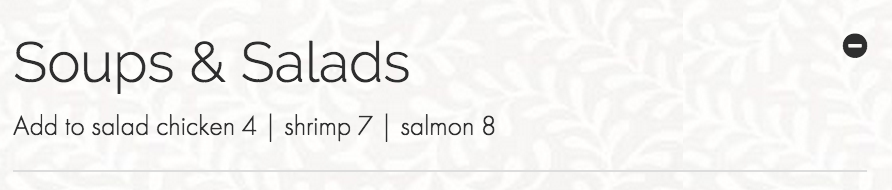 Soups & Salads
Add to salad chicken 4 | shrimp 7 | salmon 8